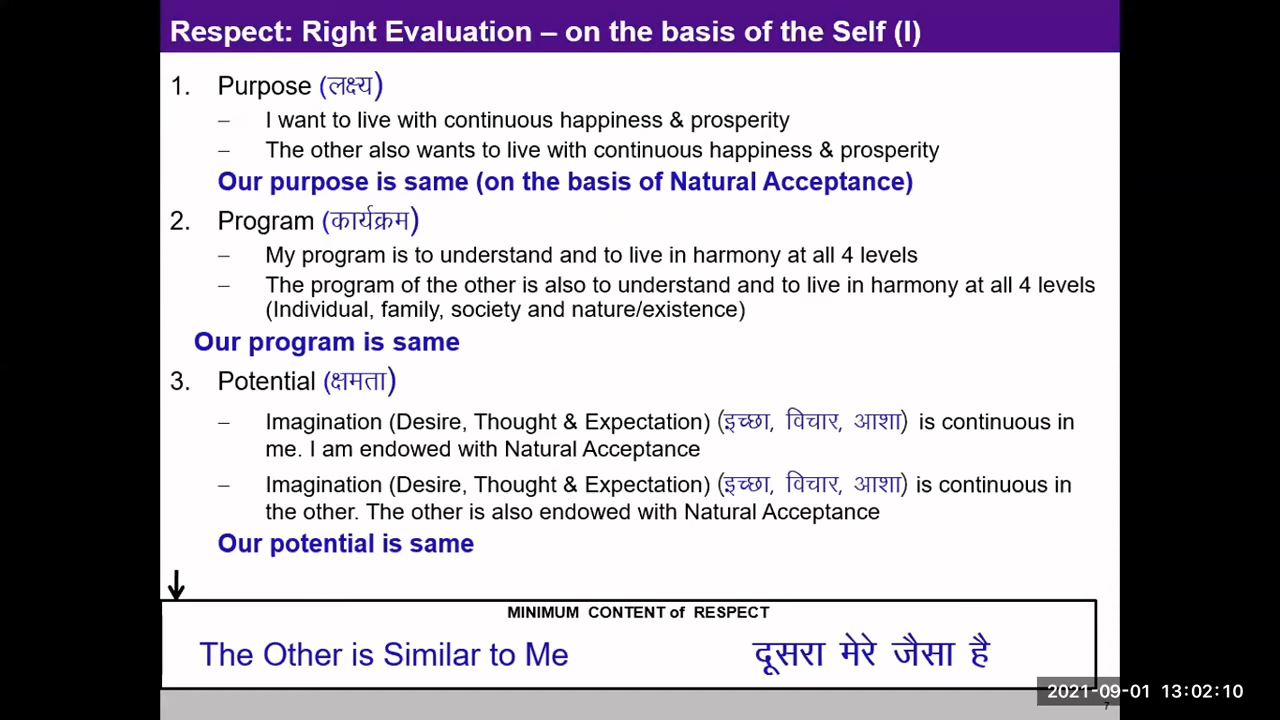 Respect: Right Evaluation – on the basis of the Self (I)
1. Purpose (लक्ष्य)
– I want to live with continuous happiness & prosperity
– The other also wants to live with continuous happiness & prosperity
Our purpose is same (on the basis of Natural Acceptance)
2. Program (कार्यक्रम)
– My program is to understand and to live in harmony at all 4 levels
– The program of the other is also to understand and to live in harmony at all 4 levels
(Individual, family, society and nature/existence)
Our program is same
3. Potential (क्षमता)
– Imagination (Desire, Thought & Expectation) (इच्छा, विचार, आशा) is continuous in
me. I am endowed with Natural Acceptance
– Imagination (Desire, Thought & Expectation) (इच्छा, विचार, आशा) is continuous in
the other. The other is also endowed with Natural Acceptance
Our potential is same
MINIMUM CONTENT of RESPECT
The Other is Similar to Me दूसरा मेरे जैसा है
2021-09-01 13:02:10
7